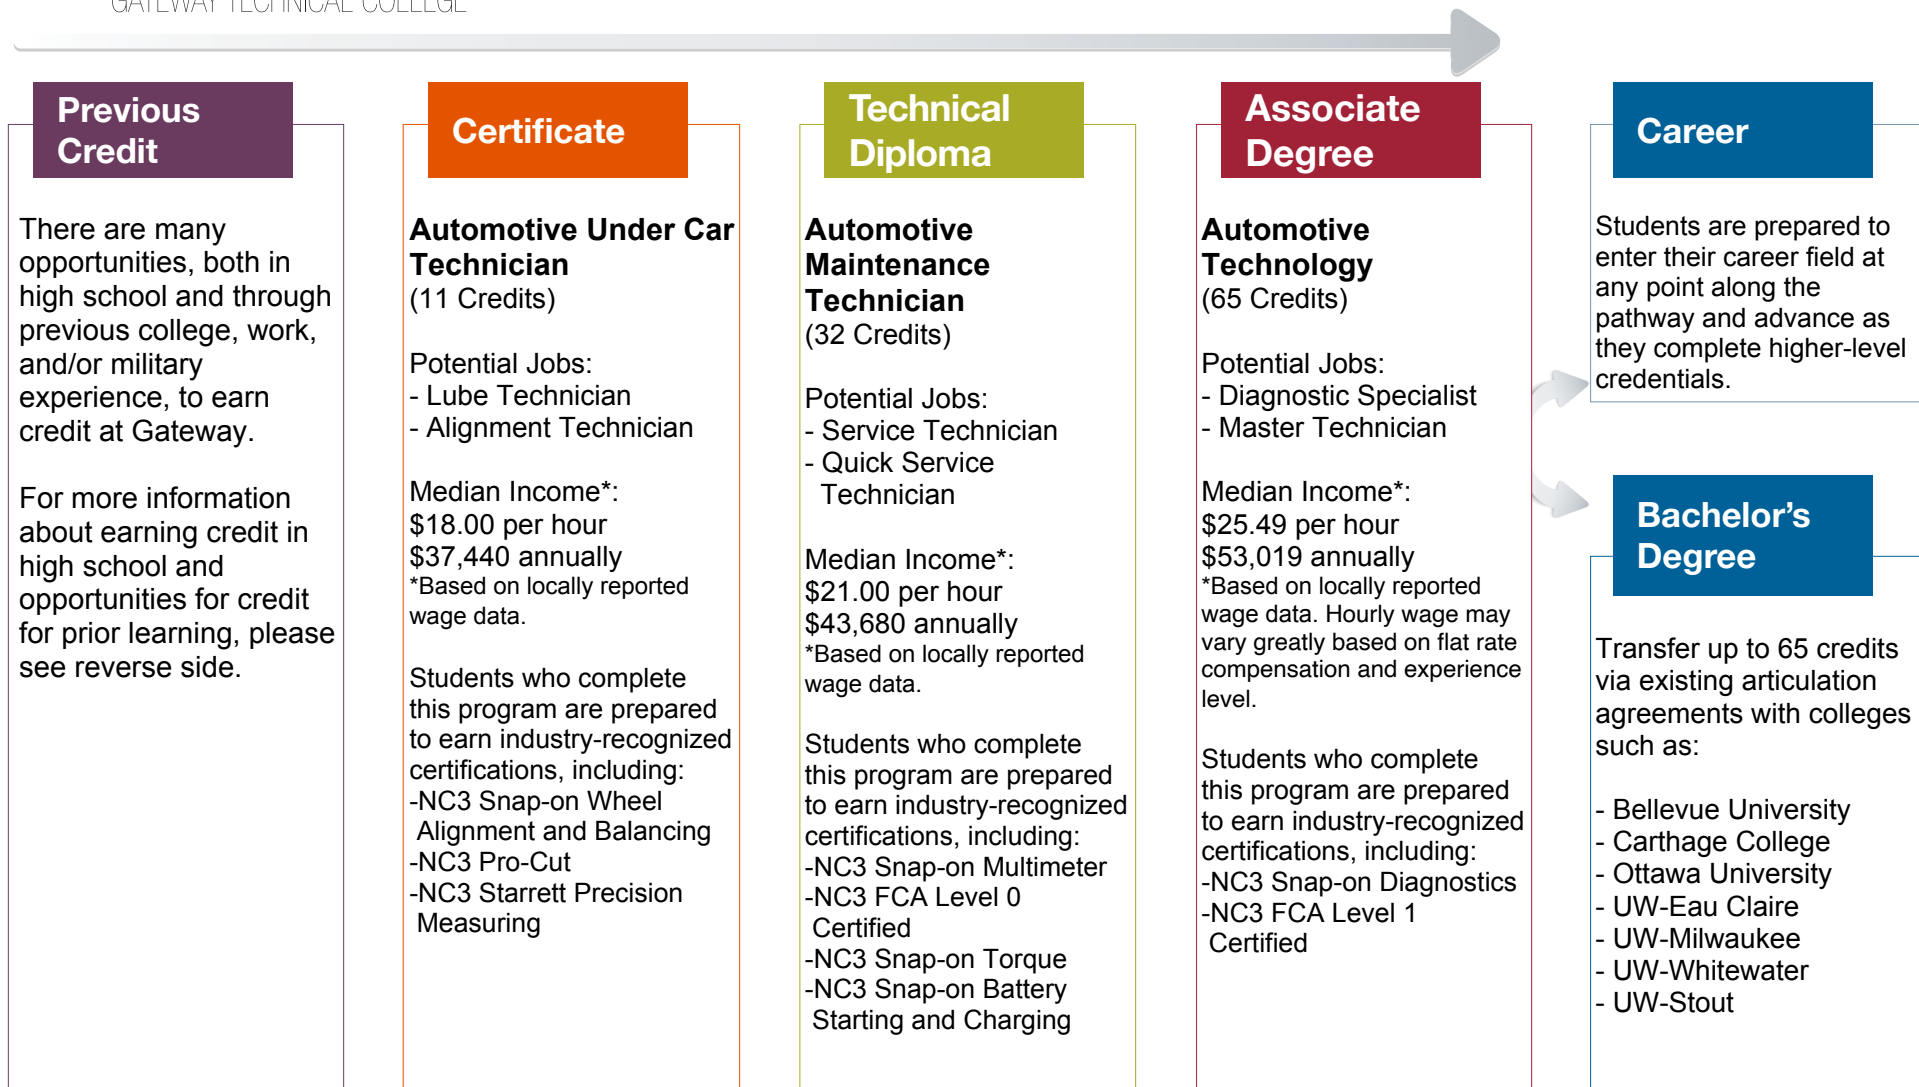 GATEWAY TECHNICAL COLLEGE
Previous
Credit
There are many
opportunities, both in
high school and through
previous college, work,
and/or military
experience, to earn
credit at Gateway.
For more information
about earning credit in
high school and
opportunities for credit
for prior learning, please
see reverse side.
Certificate
Automotive Under Car
Technician
(11 Credits)
Potential Jobs:
- Lube Technician
- Alignment Technician
Median Income*:
$18.00 per hour
$37,440 annually
*Based on locally reported
wage data.
Students who complete
this program are prepared
to earn industry-recognized
certifications, including:
-NC3 Snap-on Wheel
Alignment and Balancing
-NC3 Pro-Cut
-NC3 Starrett Precision
Measuring
Technical
Diploma
Automotive
Maintenance
Technician
(32 Credits)
Potential Jobs:
- Service Technician
- Quick Service
Technician
Median Income*:
$21.00 per hour
$43,680 annually
*Based on locally reported
wage data.
Students who complete
this program are prepared
to earn industry-recognized
certifications, including:
-NC3 Snap-on Multimeter
-NC3 FCA Level 0
Certified
-NC3 Snap-on Torque
-NC3 Snap-on Battery
Starting and Charging
Associate
Degree
Automotive
Technology
(65 Credits)
Potential Jobs:
- Diagnostic Specialist
- Master Technician
Median Income*:
$25.49 per hour
$53,019 annually
*Based on locally reported
wage data. Hourly wage may
vary greatly based on flat rate
compensation and experience
level.
Students who complete
this program are prepared
to earn industry-recognized
certifications, including:
-NC3 Snap-on Diagnostics
-NC3 FCA Level 1
Certified
Career
Students are prepared to
enter their career field at
any point along the
pathway and advance as
they complete higher-level
credentials.
Bachelor's
Degree
Transfer up to 65 credits
via existing articulation
agreements with colleges
such as:
- Bellevue University
- Carthage College
- Ottawa University
- UW-Eau Claire
- UW-Milwaukee
- UW-Whitewater
- UW-Stout